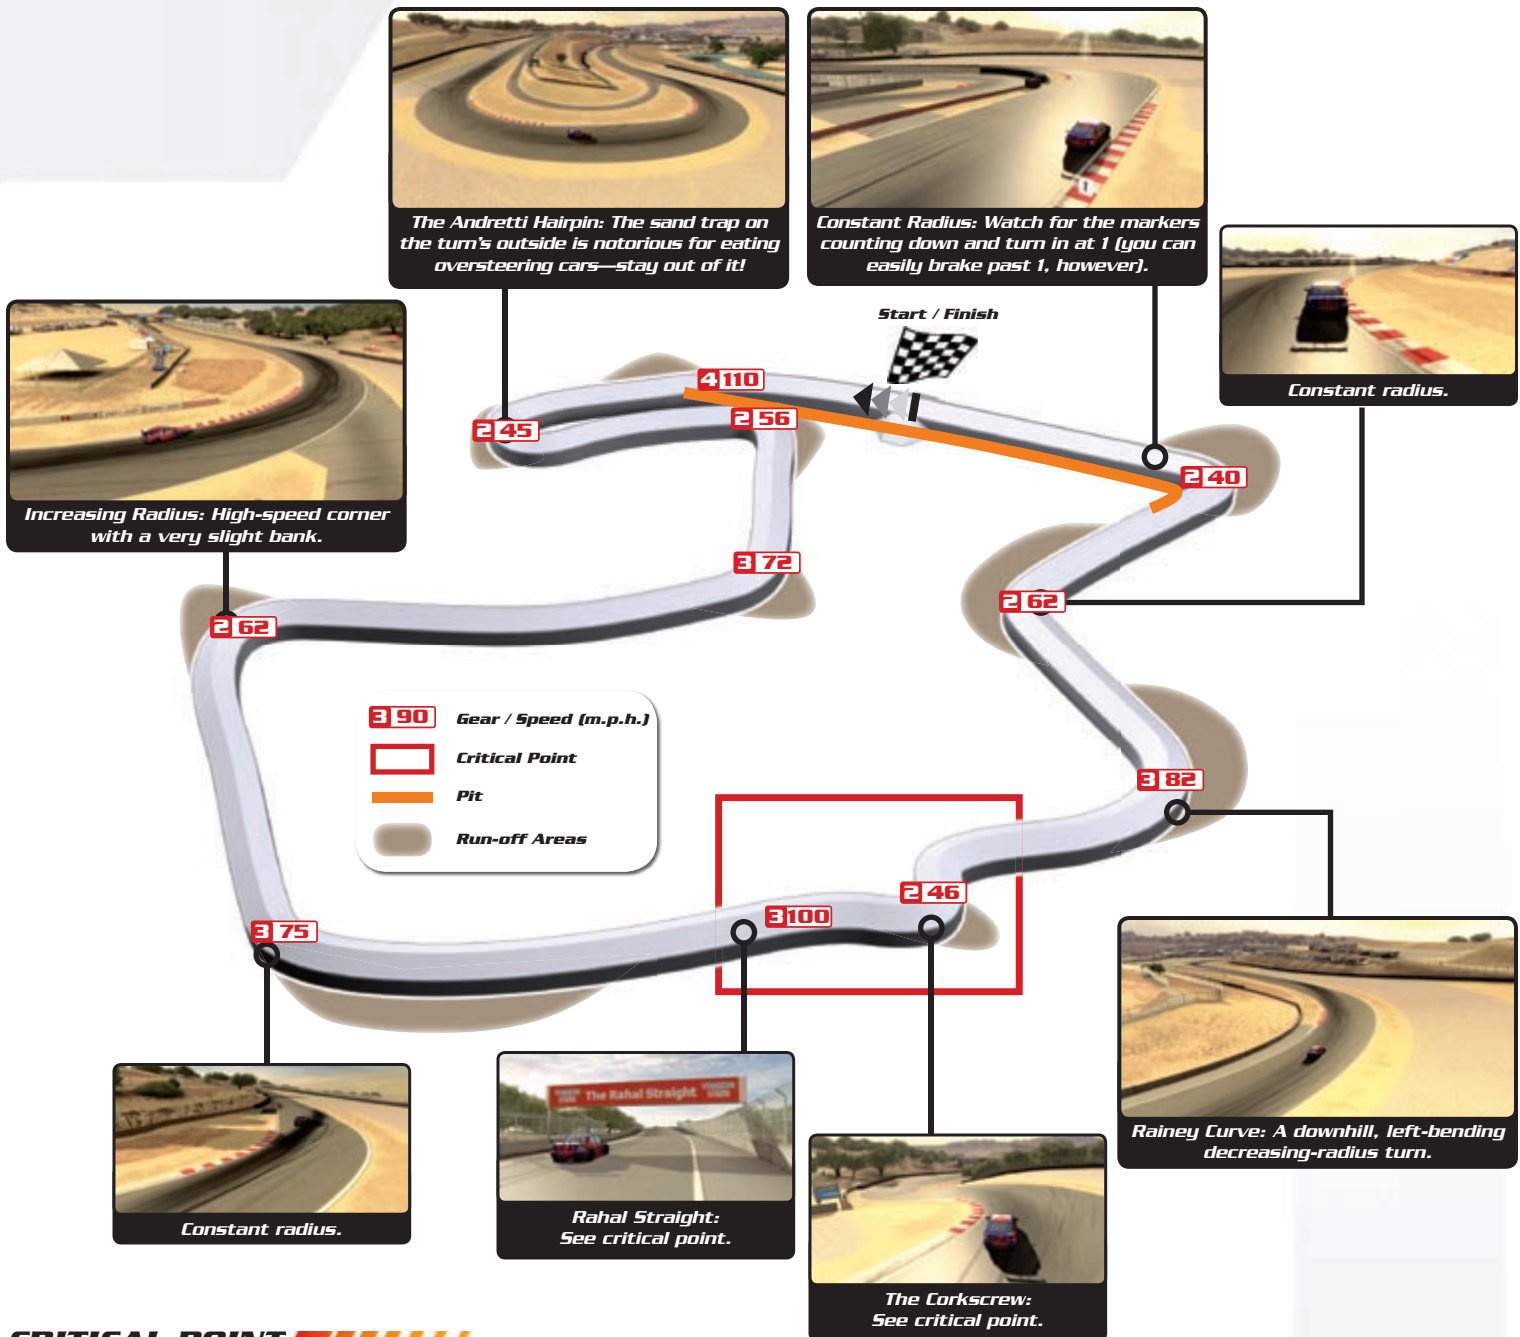 The Andretti Hairpin: The sand trap on
the turn's outside is notorious for eating
oversteering cars—stay out of it!
1
Constant Radius: Watch for the markers
counting down and turn in at 1 (you can
easily brake past 1, however).
Constant radius.
Increasing Radius: High-speed corner
with a very slight bank.
Start / Finish
4 110
2 56
2 45
2 40
3 72
2 62
2 62
3 90 Gear / Speed (m.p.h.)
Critical Point
Pit
Run-off Areas
3 82
2 46
3 100
3 75
The Rahal Straight
Constant radius.
Rahal Straight:
See critical point.
The Corkscrew:
See critical point.
Rainey Curve: A downhill, left-bending
decreasing-radius turn.
CRITICAL POINT